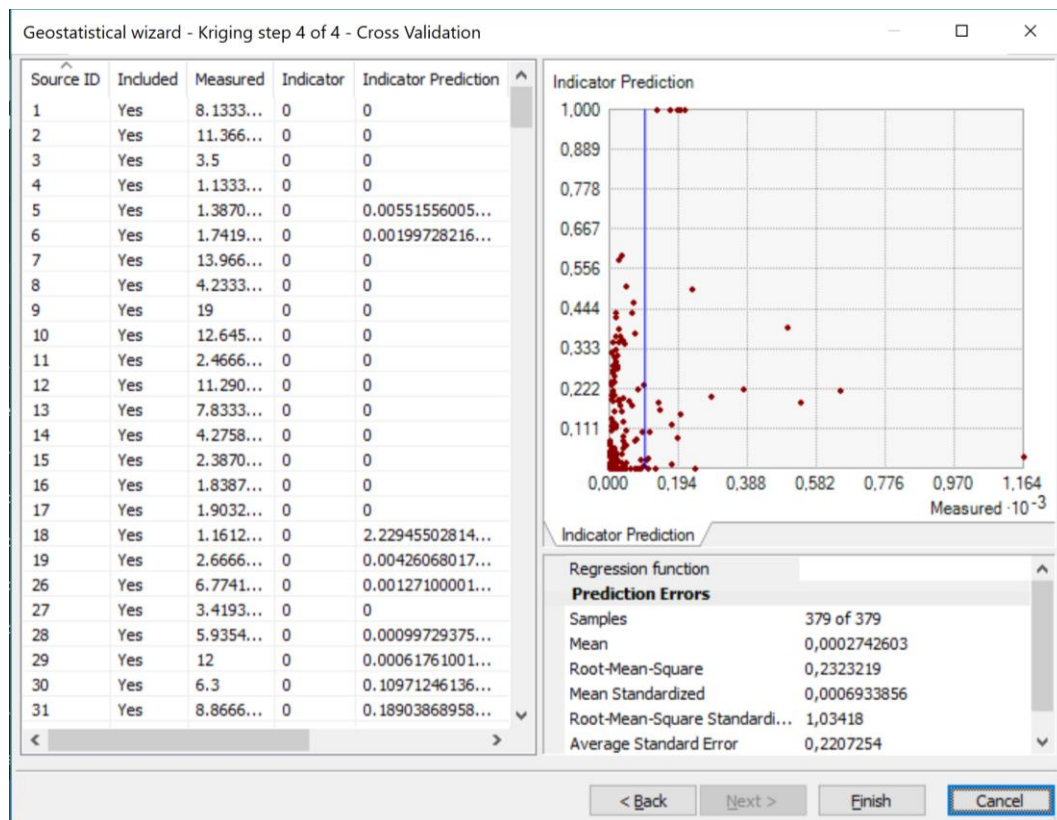 Geostatistical wizard - Kriging step 4 of 4 - Cross Validation
Source ID Included Measured Indicator Indicator Prediction
1 Yes 8.1333... 0 0
2 Yes 11.366... 0 0
3 Yes 3.5 0 0
4 Yes 1.1333... 0 0
5 Yes 1.3870... 0 0.00551556005...
6 Yes 1.7419... 0 0.00199728216...
7 Yes 13.966... 0 0
8 Yes 4.2333... 0 0
9 Yes 19 0 0
10 Yes 12.645... 0 0
11 Yes 2.4666... 0 0
12 Yes 11.290... 0 0
13 Yes 7.8333... 0 0
14 Yes 4.2758... 0 0
15 Yes 2.3870... 0 0
16 Yes 1.8387... 0 0
17 Yes 1.9032... 0 0
18 Yes 1.1612... 0 2.22945502814...
19 Yes 2.6666... 0 0.00426068017...
26 Yes 6.7741... 0 0.00127100001...
27 Yes 3.4193... 0 0
28 Yes 5.9354... 0 0.00099729375...
29 Yes 12 0 0.00061761001...
30 Yes 6.3 0 0.10971246136...
31 Yes 8.8666... 0 0.18903868958...
Indicator Prediction
1,000
0,889
0,778
0,667
0,556
0,444
0,333
0,222
0,111
0,000 0,194 0,388 0,582 0,776 0,970 1,164
Measured ·10-3
Indicator Prediction
Regression function
Prediction Errors
Samples 379 of 379
Mean 0,0002742603
Root-Mean-Square 0,2323219
Mean Standardized 0,0006933856
Root-Mean-Square Standardi... 1,03418
Average Standard Error 0,2207254
< Back Next > Finish Cancel